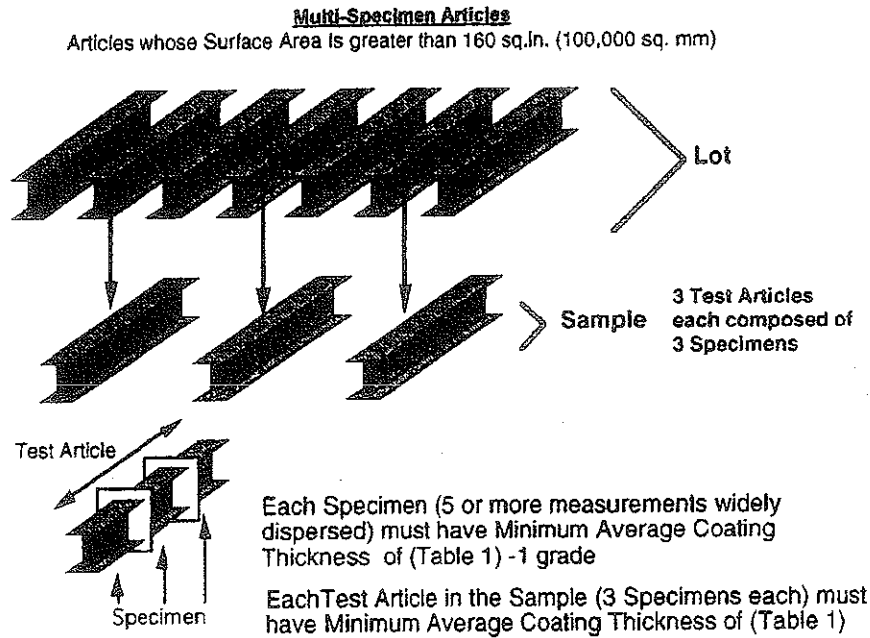 Multi-Specimen Articles
Articles whose Surface Area is greater than 160 sq.in. (100,000 sq. mm)
Lot
Sample
3 Test Articles
each composed of
3 Specimens
Test Article
Each Specimen (5 or more measurements widely
dispersed) must have Minimum Average Coating
Thickness of (Table 1) -1 grade
Specimen
EachTest Article in the Sample (3 Specimens each) must
have Minimum Average Coating Thickness of (Table 1)